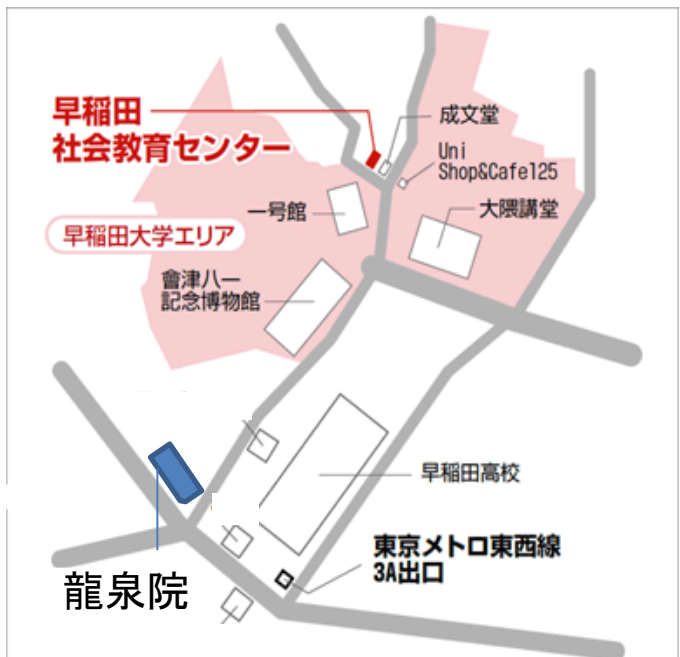 早稲田
社会教育センター
成文堂
Uni
Shop&Cafe125
一号館
大隈講堂
早稲田大学エリア
會津八一
記念博物館
早稲田高校
東京メトロ東西線
3A出口
龍泉院